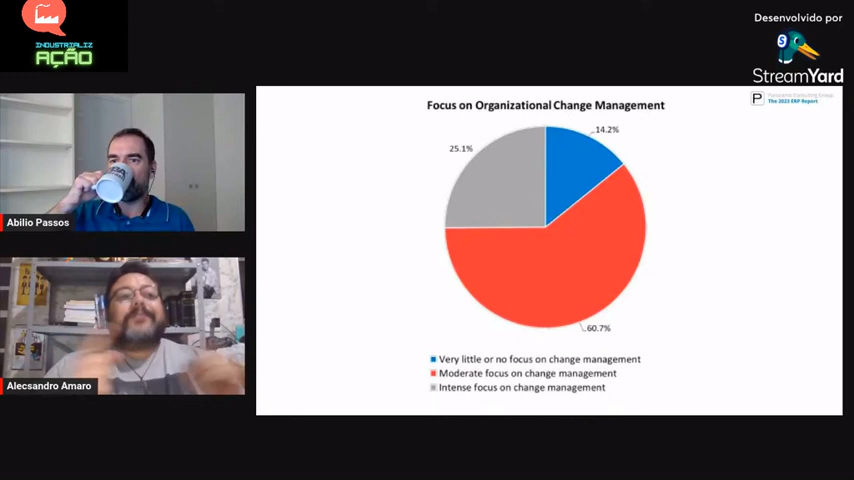 INDUSTRIALIZ
AÇÃO
Desenvolvido por
StreamYard
Panorama Consulting Group
The 2023 ERP Report
Focus on Organizational Change Management
14.2%
25.1%
60.7%
Very little or no focus on change management
Moderate focus on change management
Intense focus on change management
Abilio Passos
Alecsandro Amaro